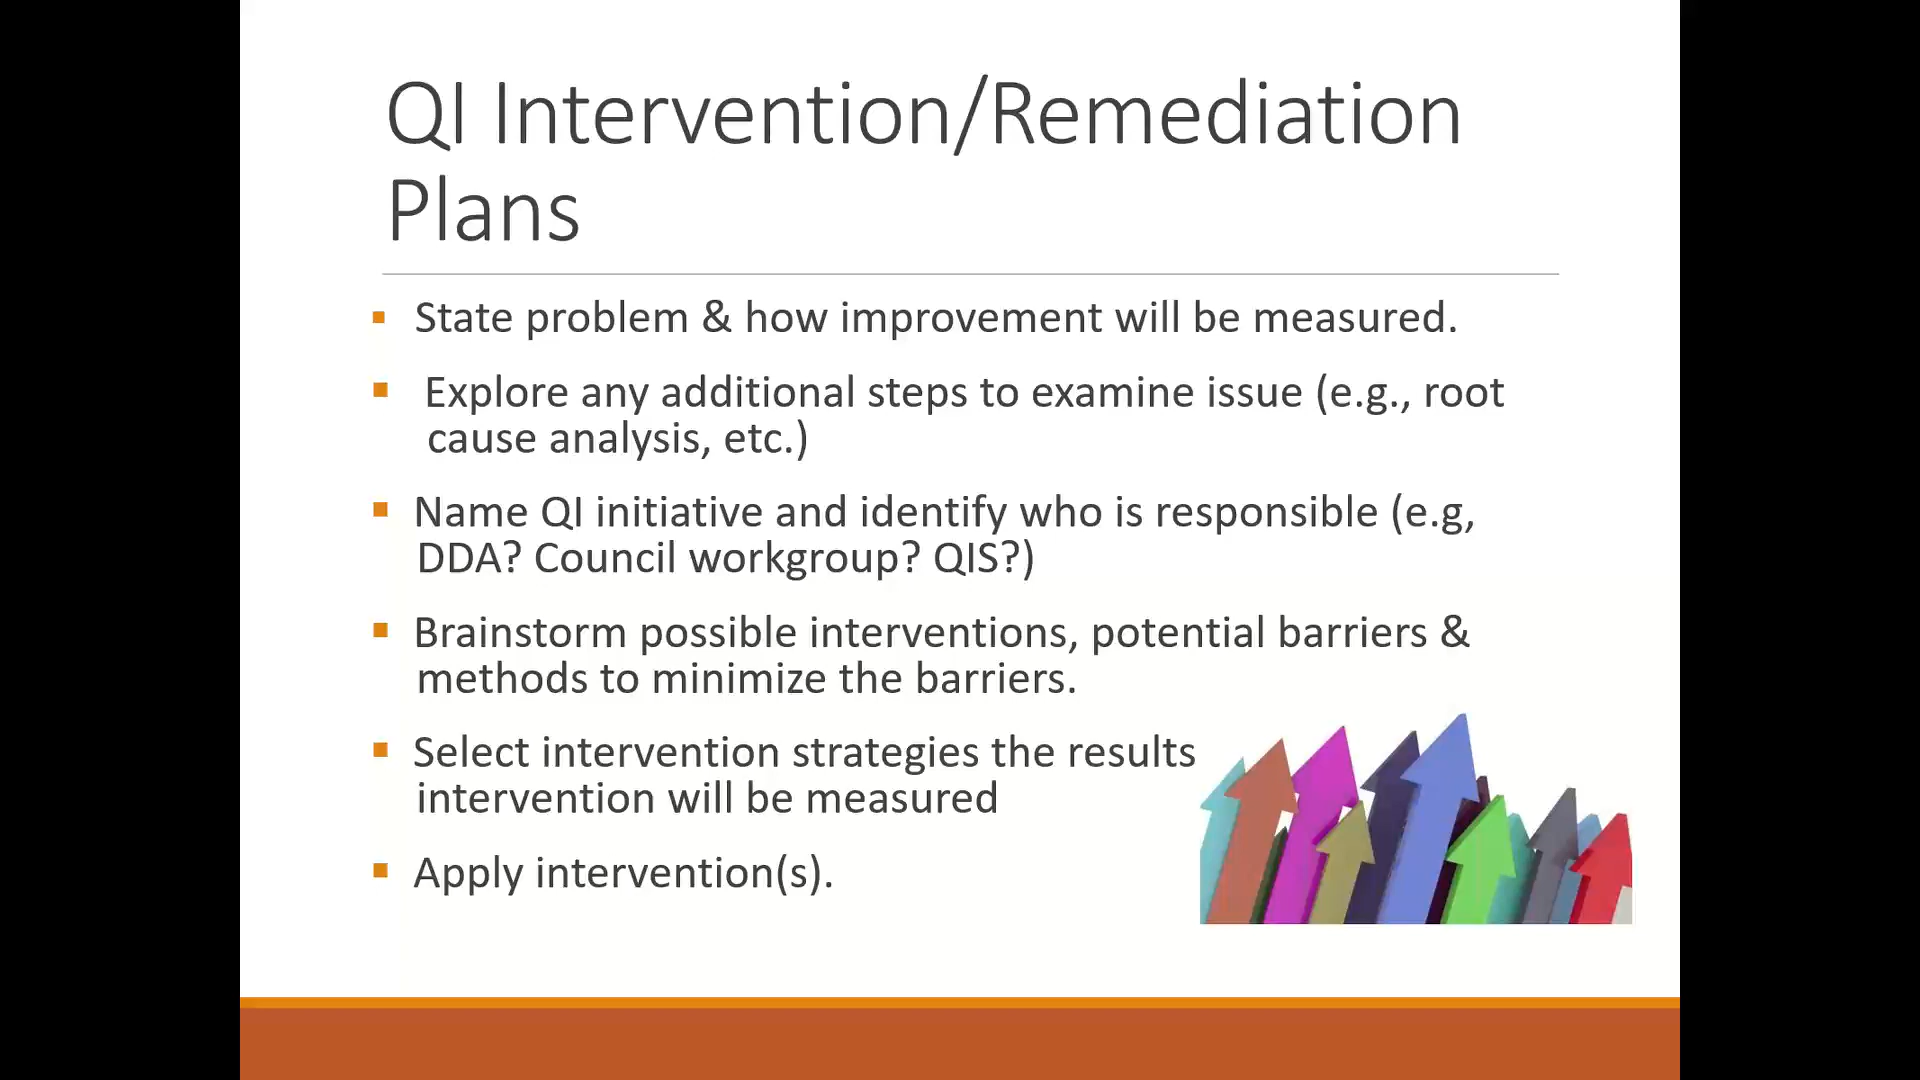 QI Intervention/Remediation
Plans
State problem & how improvement will be measured.
Explore any additional steps to examine issue (e.g., root
cause analysis, etc.)
Name QI initiative and identify who is responsible (e.g,
DDA? Council workgroup? QIS?)
Brainstorm possible interventions, potential barriers &
methods to minimize the barriers.
Select intervention strategies the results
intervention will be measured
Apply intervention(s).